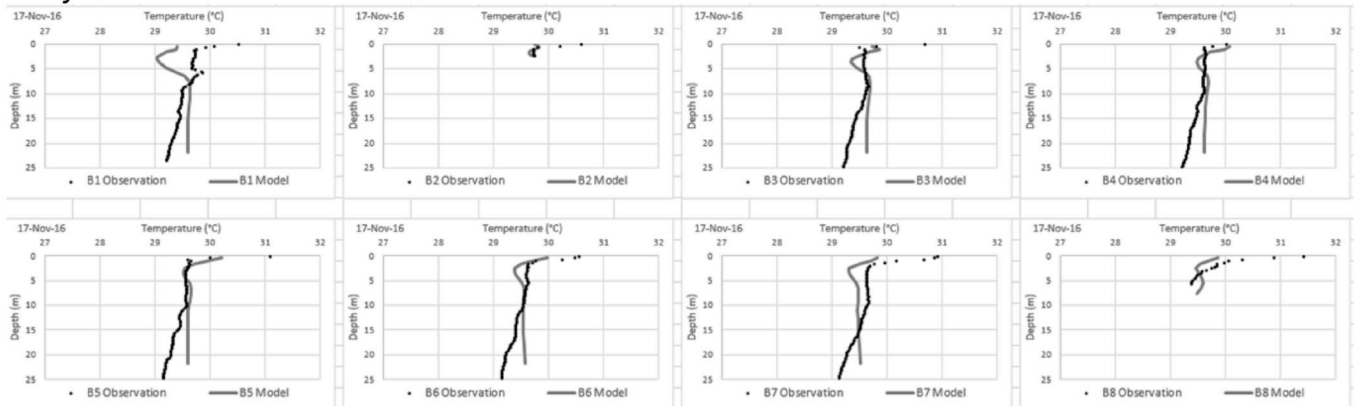 17-Nov-16 Temperature (°C)
27 28 29 30 31 32
0
5
10
15
20
25
Depth (m)
B1 Observation B1 Model
17-Nov-16 Temperature (°C)
27 28 29 30 31 32
0
5
10
15
20
25
Depth (m)
B2 Observation B2 Model
17-Nov-16 Temperature (°C)
27 28 29 30 31 32
0
5
10
15
20
25
Depth (m)
B3 Observation B3 Model
17-Nov-16 Temperature (°C)
27 28 29 30 31 32
0
5
10
15
20
25
Depth (m)
B4 Observation B4 Model
17-Nov-16 Temperature (°C)
27 28 29 30 31 32
0
5
10
15
20
25
Depth (m)
B5 Observation B5 Model
17-Nov-16 Temperature (°C)
27 28 29 30 31 32
0
5
10
15
20
25
Depth (m)
B6 Observation B6 Model
17-Nov-16 Temperature (°C)
27 28 29 30 31 32
0
5
10
15
20
25
Depth (m)
B7 Observation B7 Model
17-Nov-16 Temperature (°C)
27 28 29 30 31 32
0
5
10
15
20
25
Depth (m)
B8 Observation B8 Model